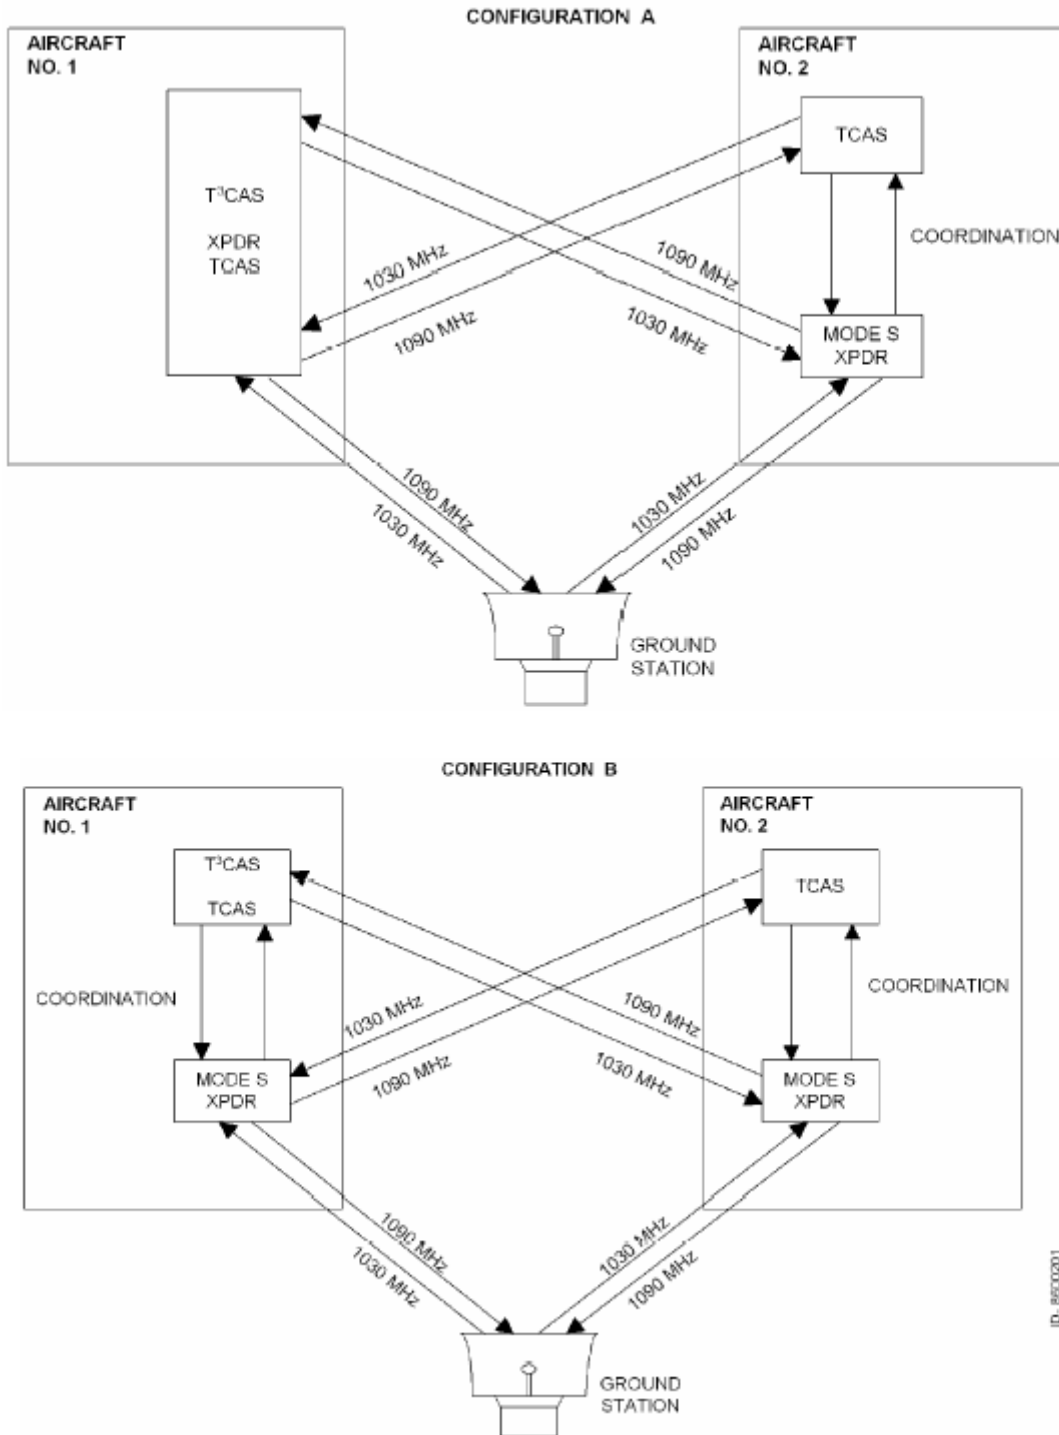 CONFIGURATION A
AIRCRAFT
NO. 1
AIRCRAFT
NO. 2
T³CAS
XPDR
TCAS
TCAS
COORDINATION
MODE S
XPDR
1030 MHz
1090 MHz
1090 MHz
1030 MHz
1090 MHz
1030 MHz
1030 MHz
1090 MHz
GROUND
STATION
CONFIGURATION B
AIRCRAFT
NO. 1
AIRCRAFT
NO. 2
T³CAS
TCAS
TCAS
COORDINATION
COORDINATION
1030 MHz
1090 MHz
1090 MHz
1030 MHz
MODE S
XPDR
MODE S
XPDR
1090 MHz
1030 MHz
1030 MHz
1090 MHz
GROUND
STATION